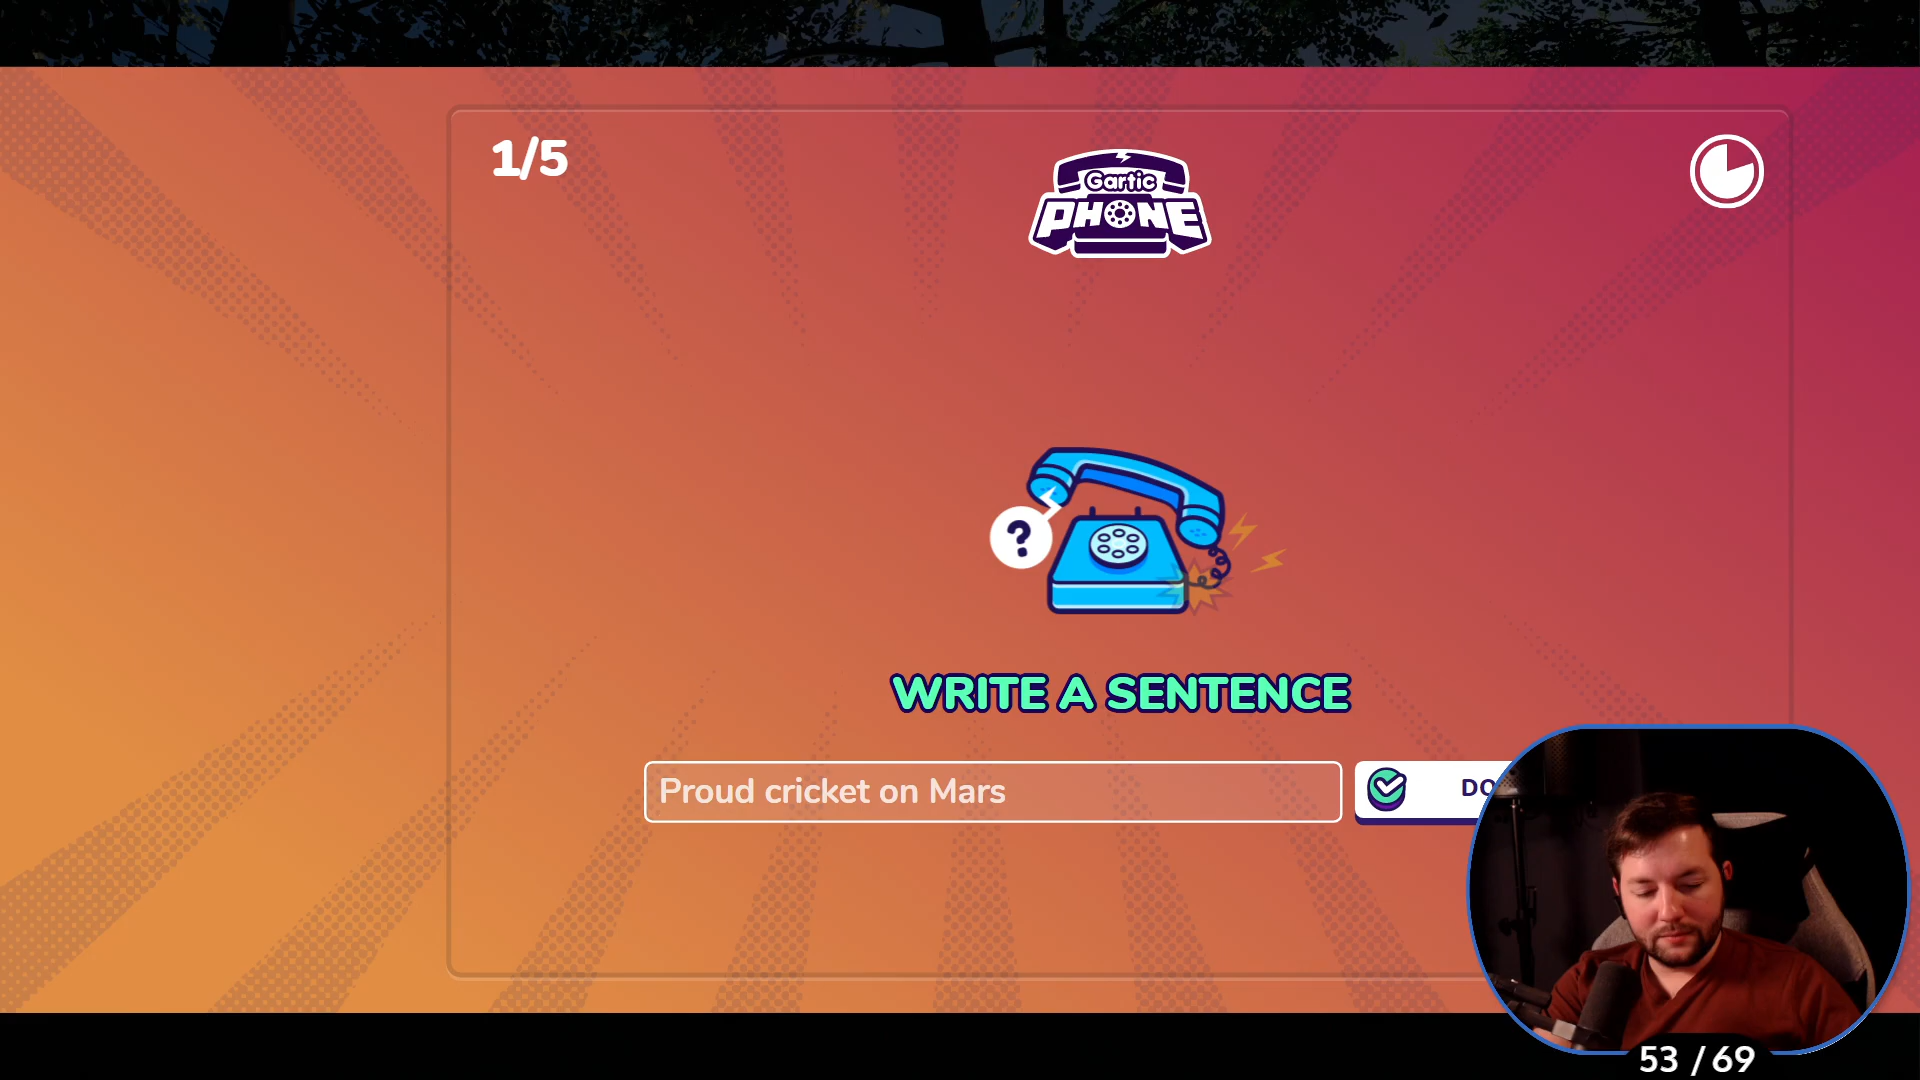 1/5
Gartic
PHONE
?
WRITE A SENTENCE
Proud cricket on Mars
53 / 69